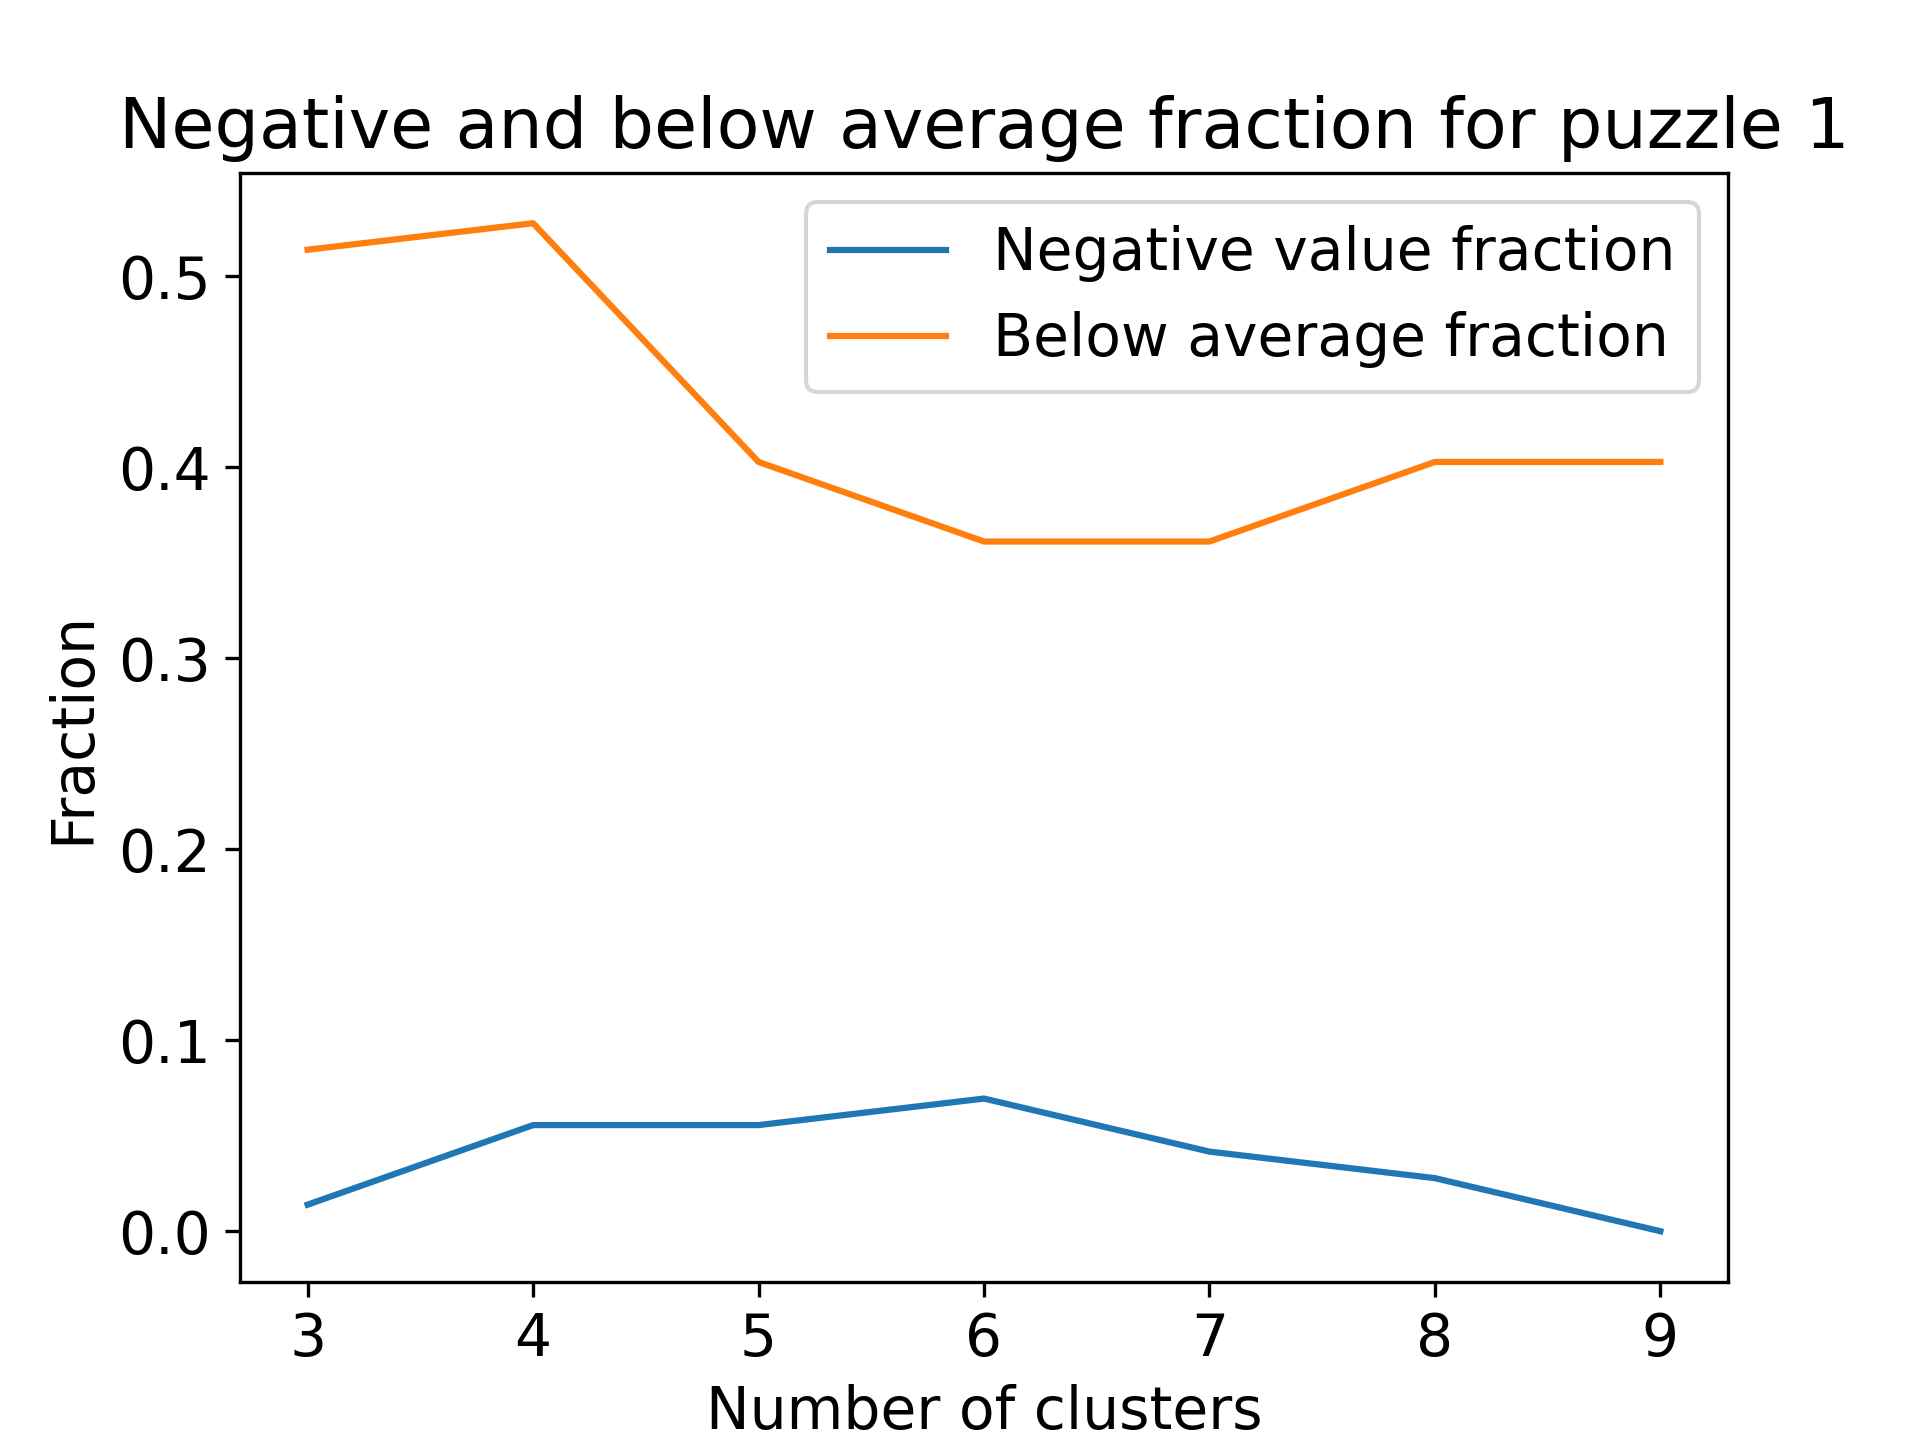 Negative and below average fraction for puzzle 1
Negative value fraction
Below average fraction
Fraction
0.5
0.4
0.3
0.2
0.1
0.0
3 4 5 6 7 8 9
Number of clusters